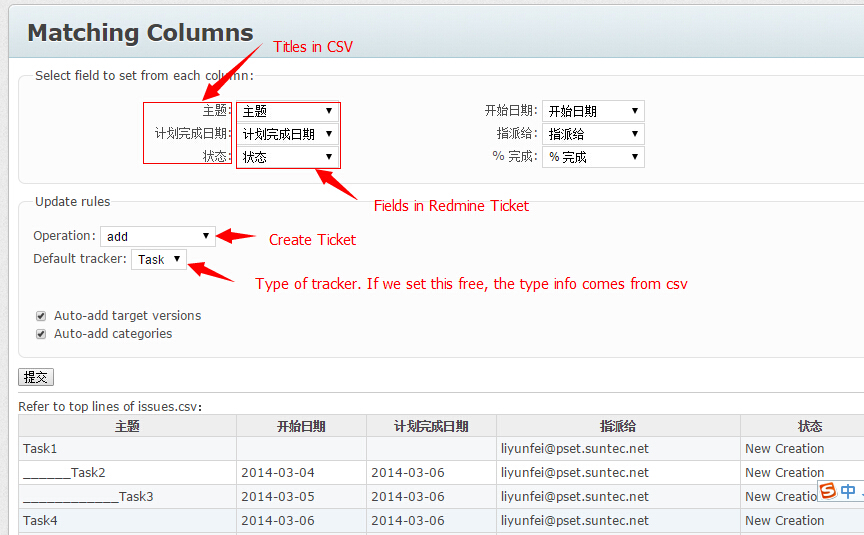 Matching Columns
Titles in CSV
Select field to set from each column:
主题: 主题 开始日期: 开始日期
计划完成日期: 计划完成日期 指派给: 指派给
状态: 状态 % 完成: % 完成
Fields in Redmine Ticket
Update rules
Operation: add
Create Ticket
Default tracker: Task
Type of tracker. If we set this free, the type info comes from csv
Auto-add target versions
Auto-add categories
提交
Refer to top lines of issues.csv:
主题 开始日期 计划完成日期 指派给 状态
Task1 liyunfei@pset.suntec.net New Creation
______Task2 2014-03-04 2014-03-06 liyunfei@pset.suntec.net New Creation
____________Task3 2014-03-05 2014-03-06 liyunfei@pset.suntec.net New Creatio
Task4 2014-03-06 2014-03-06 liyunfei@pset.suntec.net New Creation
中